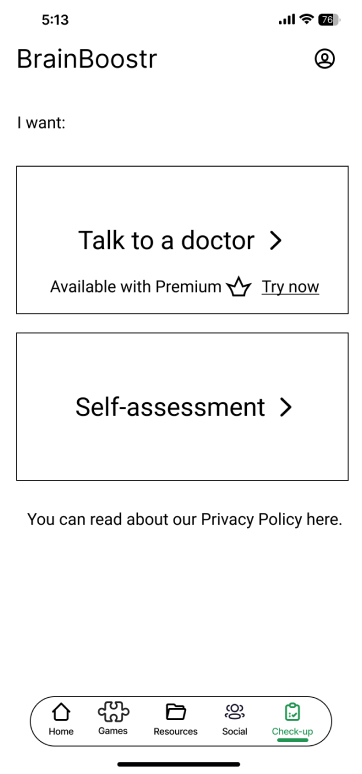 5:13
76
BrainBoostr
I want:
Talk to a doctor
Available with Premium Try now
Self-assessment
You can read about our Privacy Policy here.
Home Games Resources Social Check-up